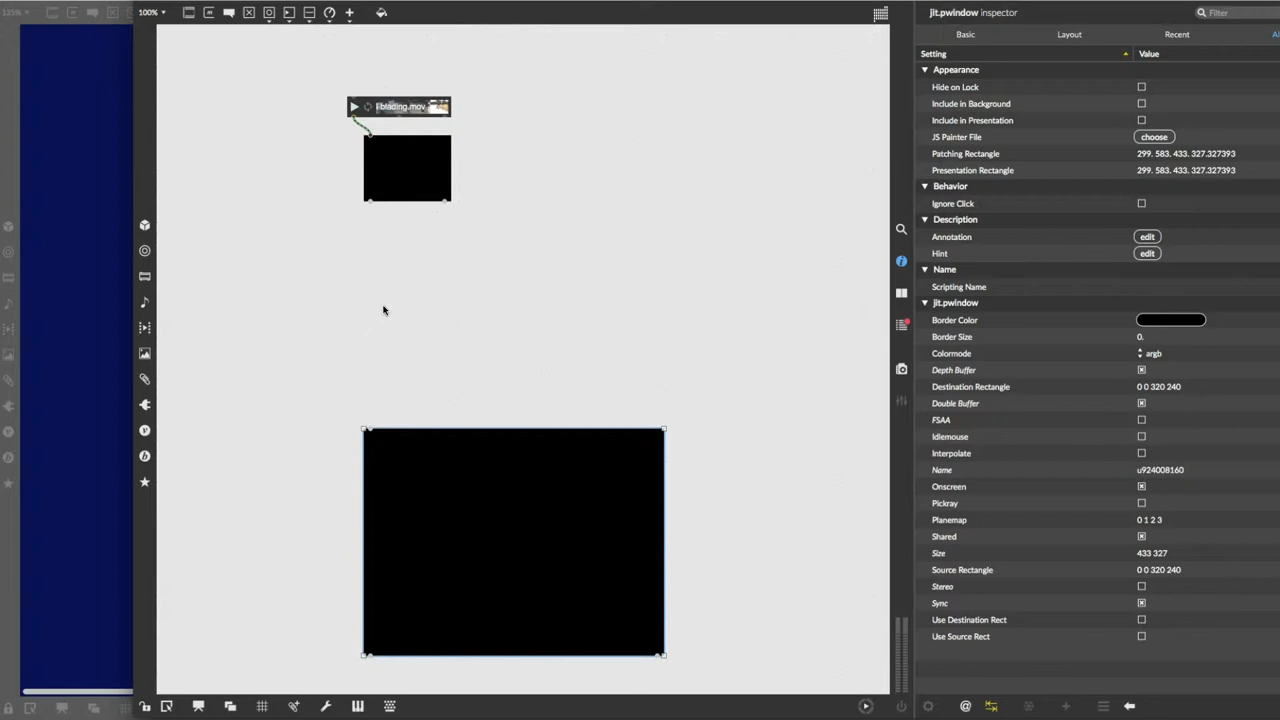 135%
100%
jit.pwindow inspector
Filter
Basic Layout Recent Al
Setting Value
Appearance
Hide on Lock
Include in Background
Include in Presentation
JS Painter File choose
Patching Rectangle 299. 583. 433. 327.327393
Presentation Rectangle 299. 583. 433. 327.327393
Behavior
Ignore Click
Description
Annotation edit
Hint edit
Name
Scripting Name
jit.pwindow
Border Color
Border Size 0.
Colormode argb
Depth Buffer
Destination Rectangle 0 0 320 240
Double Buffer
FSAA
Idlemouse
Interpolate
Name u924008160
Onscreen
Pickray
Planemap 0 1 2 3
Shared
Size 433 327
Source Rectangle 0 0 320 240
Stereo
Sync
Use Destination Rect
Use Source Rect